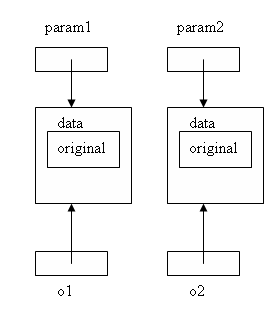 param1 param2
data data
original original
o1 o2